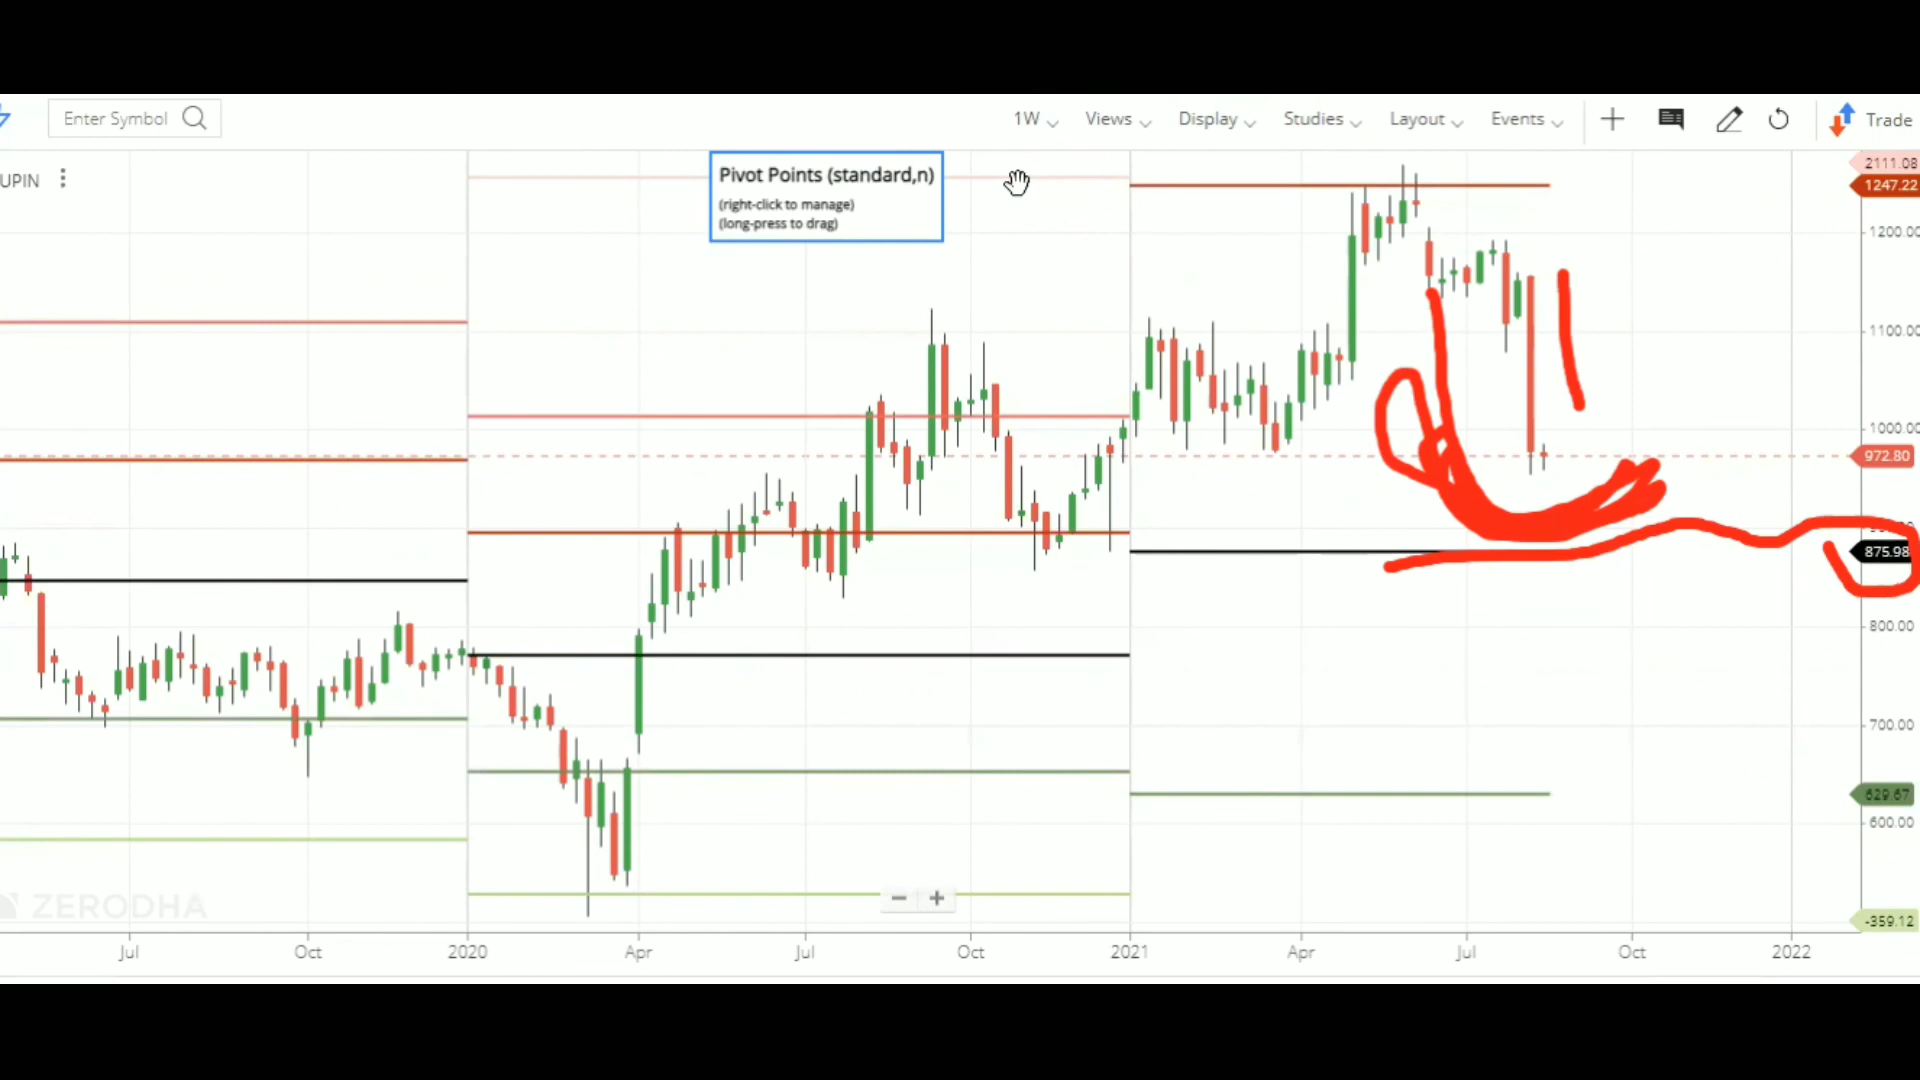 Enter Symbol
1W
Views
Display
Studies
Layout
Events
Trade
UPIN
Pivot Points (standard,n)
(right-click to manage)
(long-press to drag)
2111.08
1247.22
1200.00
1100.00
1000.00
972.80
875.98
800.00
700.00
629.67
600.00
-359.12
ZERODHA
− +
Jul
Oct
2020
Apr
Jul
Oct
2021
Apr
Jul
Oct
2022